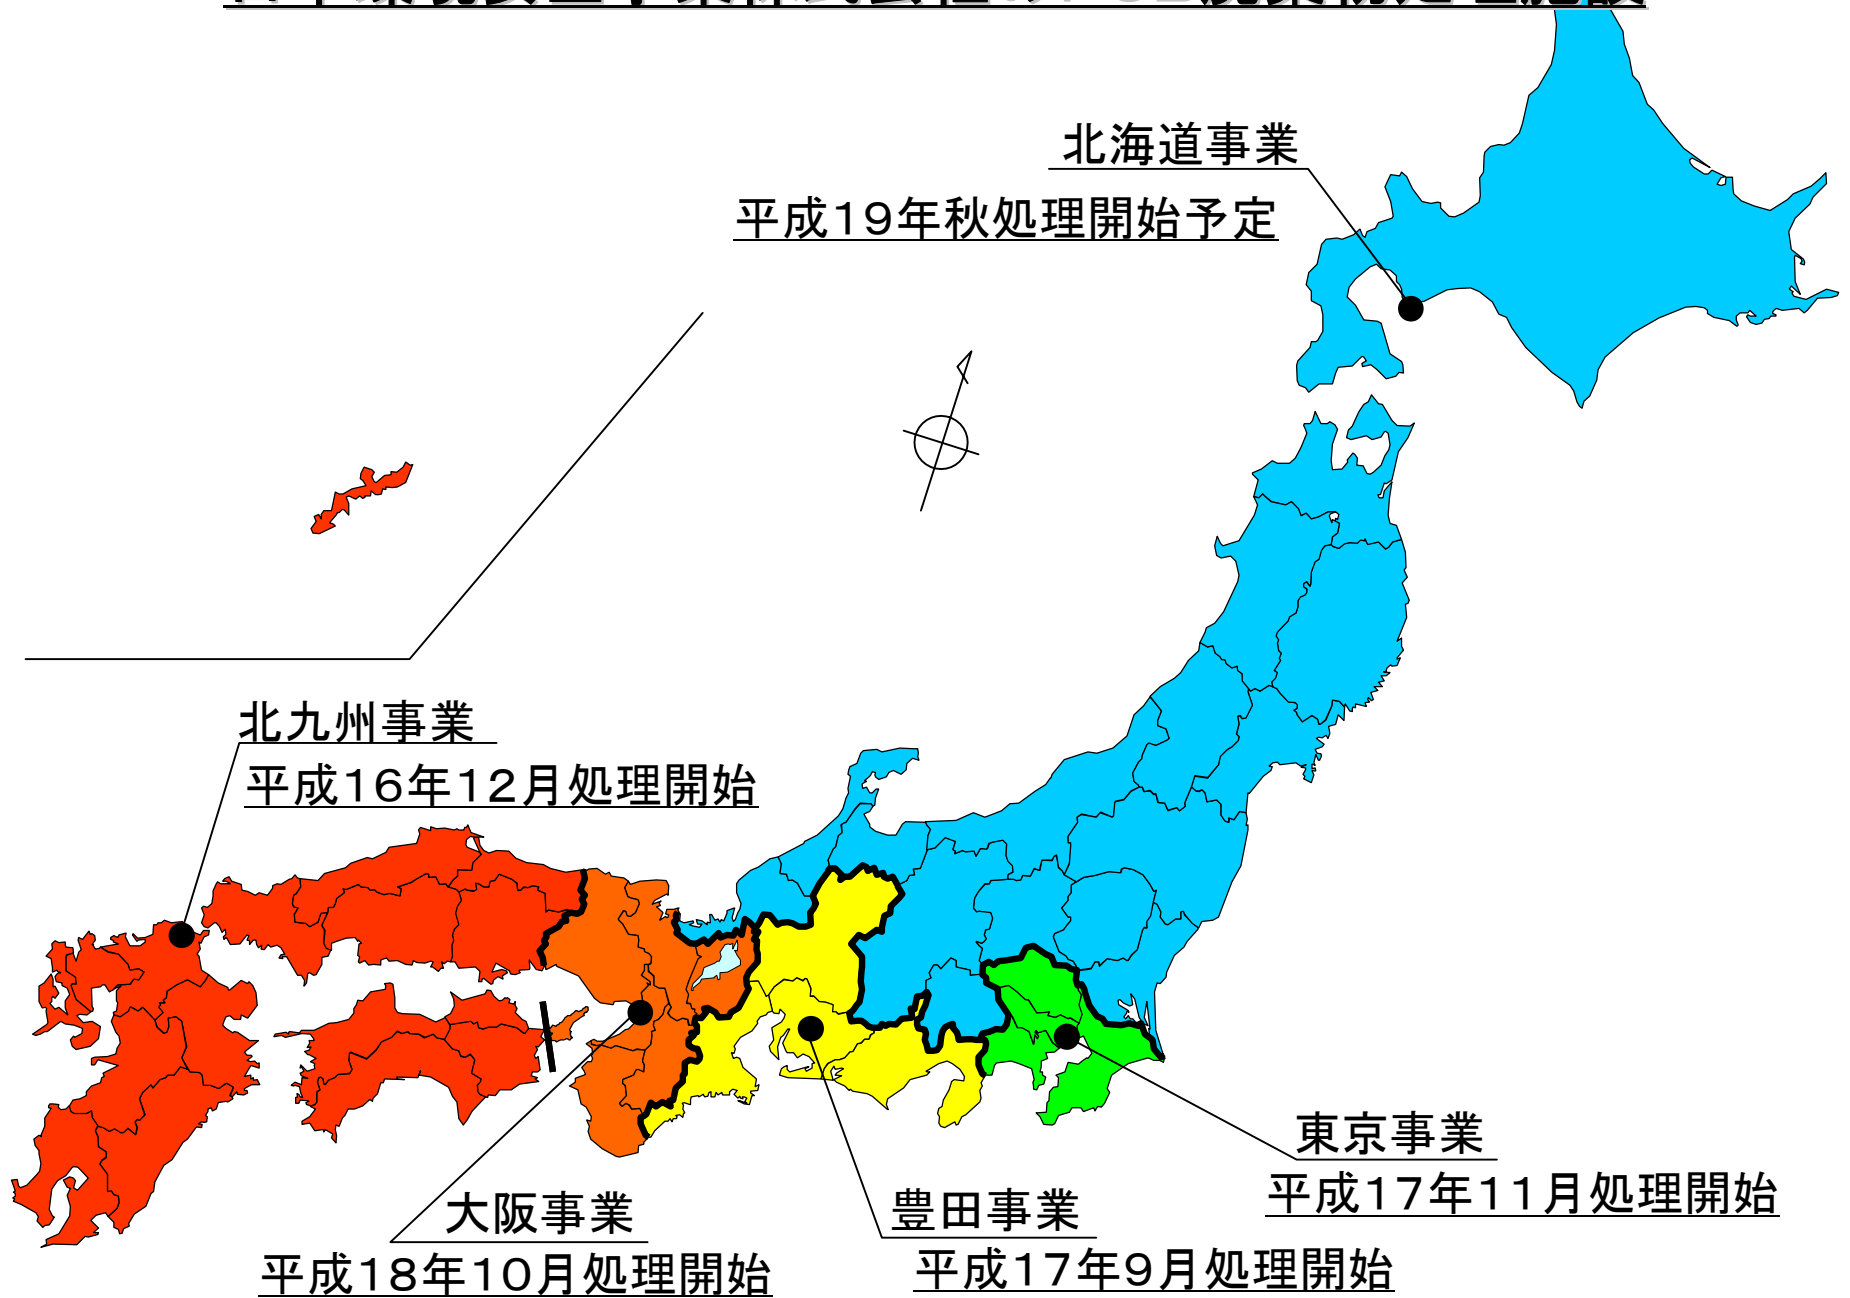 北海道事業
平成19年秋処理開始予定
北九州事業
平成16年12月処理開始
東京事業
平成17年11月処理開始
大阪事業
平成18年10月処理開始
豊田事業
平成17年9月処理開始